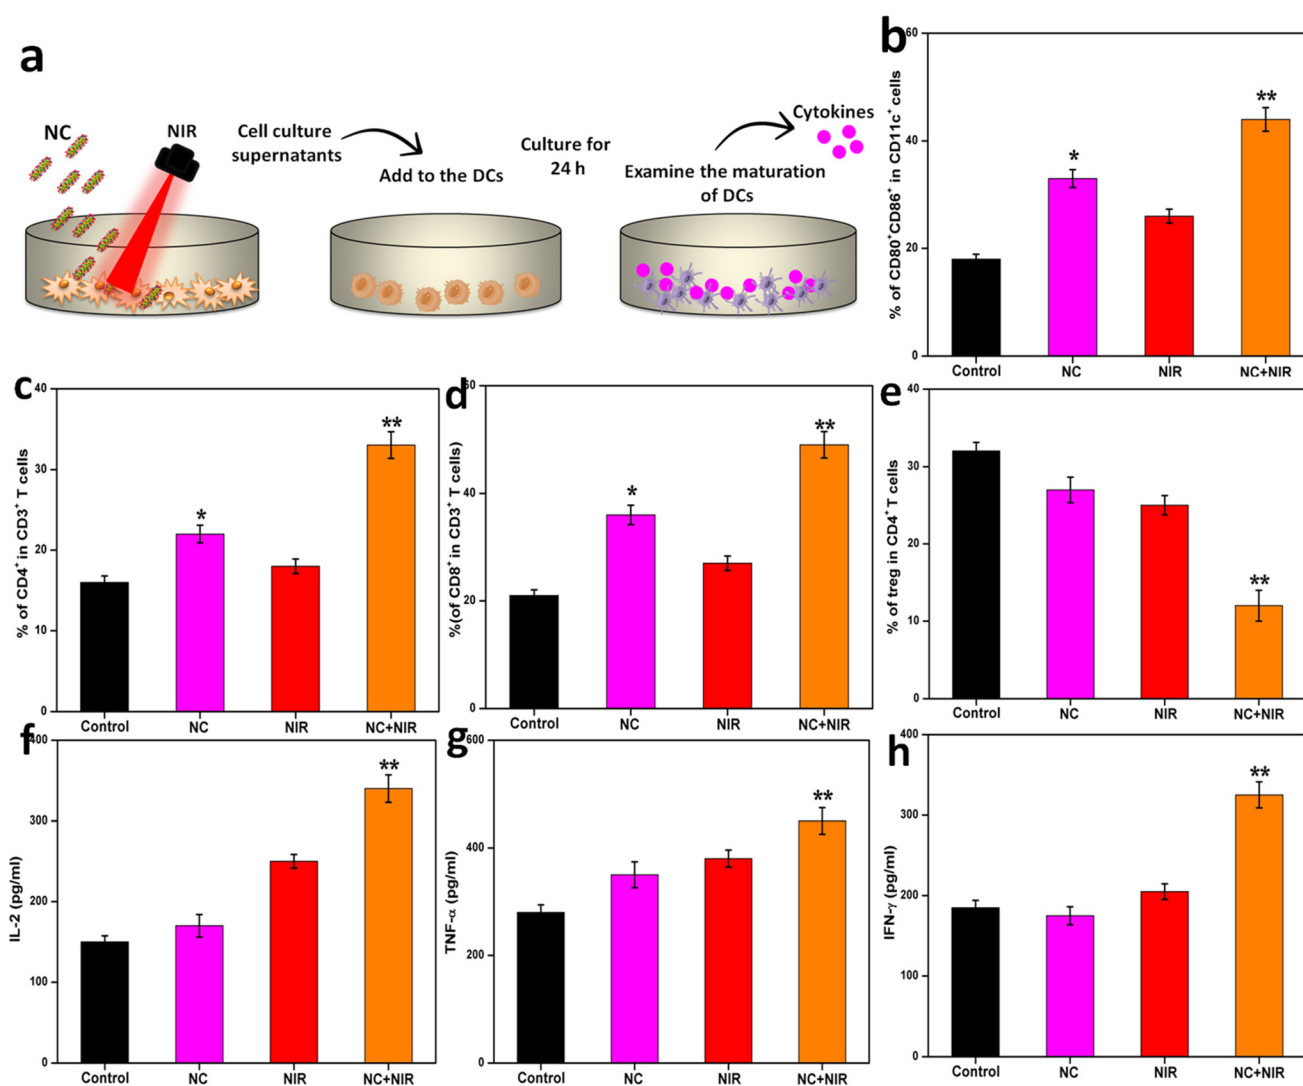 a
NC
NIR
Cell culture
supernatants
Add to the DCs
Culture for
24 h
Examine the maturation
of DCs
Cytokines
b
% of CD80⁺CD86⁺ in CD11c⁺ cells
60
40
20
0
**
*
Control NC NIR NC+NIR
c
% of CD4⁺ in CD3⁺ T cells
40
30
20
10
0
**
*
Control NC NIR NC+NIR
d
%(of CD8⁺ in CD3⁺ T cells)
60
40
20
0
**
*
Control NC NIR NC+NIR
e
% of treg in CD4⁺ T cells
40
30
20
10
0
**
Control NC NIR NC+NIR
f
IL-2 (pg/ml)
400
300
200
100
0
**
Control NC NIR NC+NIR
g
TNF-α (pg/ml)
600
400
200
0
**
Control NC NIR NC+NIR
h
IFN-γ (pg/ml)
400
300
200
100
0
**
Control NC NIR NC+NIR